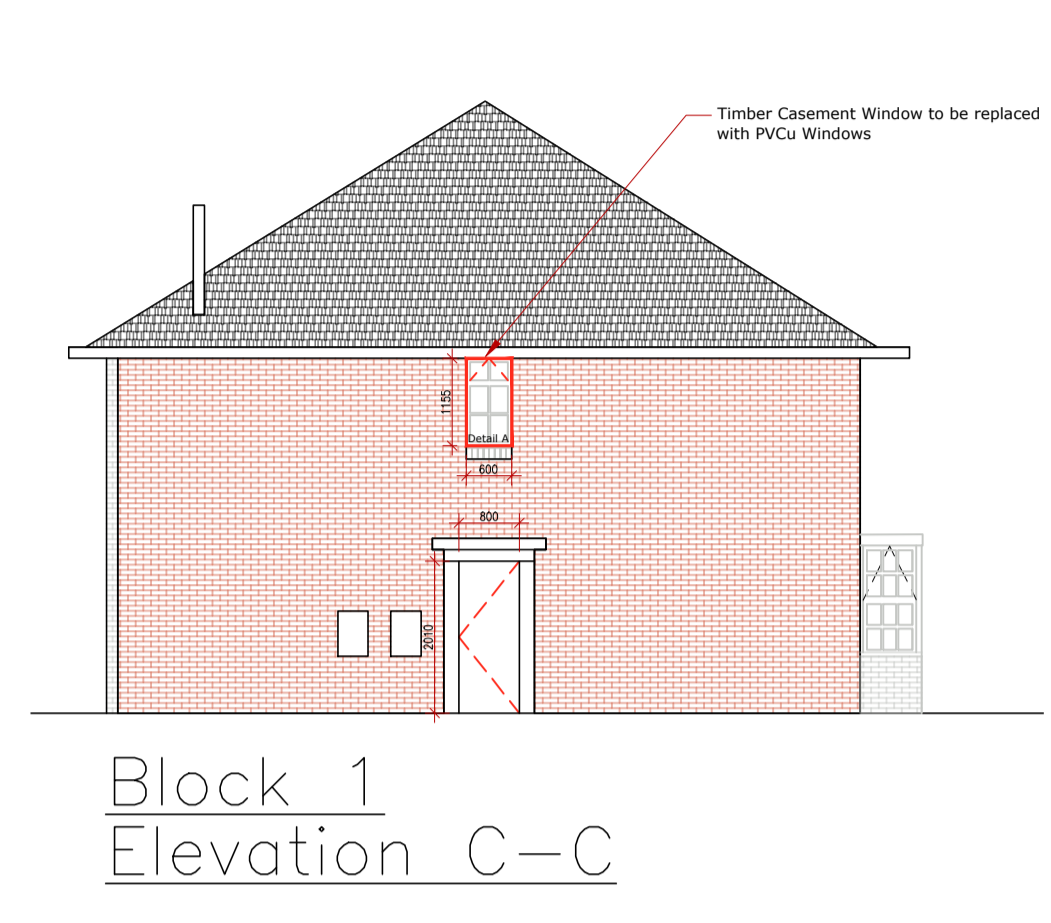 Timber Casement Window to be replaced
with PVCu Windows
1155
Detail A
600
800
2010
Block 1
Elevation C-C